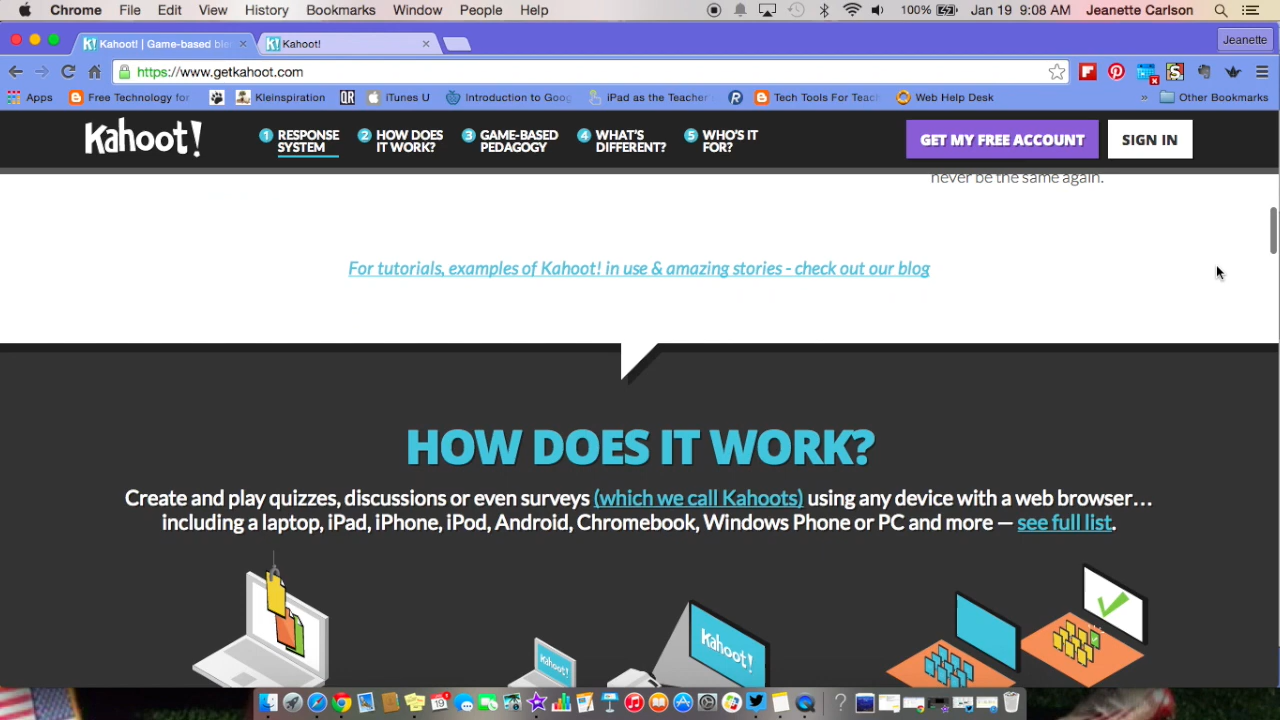 Chrome File Edit View History Bookmarks Window People Help 100% Jan 19 9:08 AM Jeanette Carlson
K! Kahoot! | Game-based ble K! Kahoot! Jeanette
https://www.getkahoot.com
Apps Free Technology for Kleinspiration QR iTunes U Introduction to Goog iPad as the Teacher Tech Tools For Teach Web Help Desk » Other Bookmarks
Kahoot! 1 RESPONSE 2 HOW DOES 3 GAME-BASED 4 WHAT'S 5 WHO'S IT GET MY FREE ACCOUNT SIGN IN
SYSTEM IT WORK? PEDAGOGY DIFFERENT? FOR?
never be the same again.
For tutorials, examples of Kahoot! in use & amazing stories - check out our blog
HOW DOES IT WORK?
Create and play quizzes, discussions or even surveys (which we call Kahoots) using any device with a web browser…
including a laptop, iPad, iPhone, iPod, Android, Chromebook, Windows Phone or PC and more — see full list.
Kahoot! Kahoot!
19